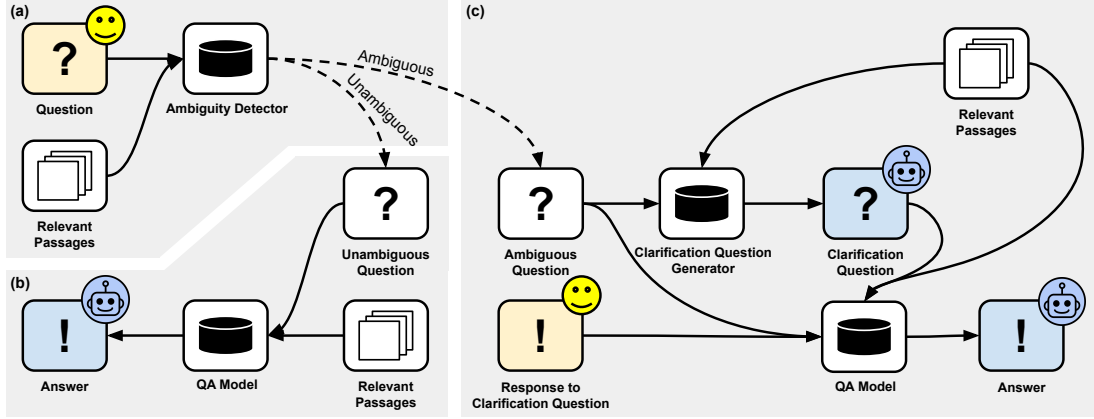 (a)
?
Question
Ambiguity Detector
Relevant
Passages
Unambiguous
Ambiguous
?
Unambiguous
Question
(b)
!
Answer
QA Model
Relevant
Passages
(c)
Relevant
Passages
?
Ambiguous
Question
Clarification Question
Generator
?
Clarification
Question
!
Response to
Clarification Question
QA Model
!
Answer